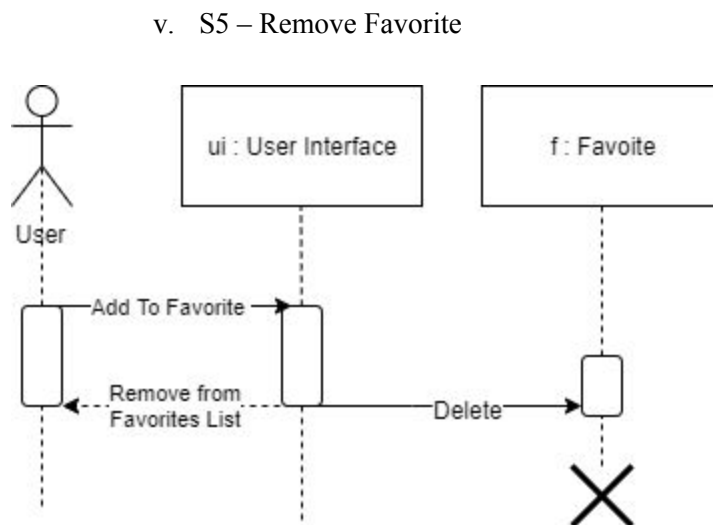 v. S5 – Remove Favorite
ui : User Interface
f : Favoite
User
Add To Favorite
Remove from
Favorites List
Delete